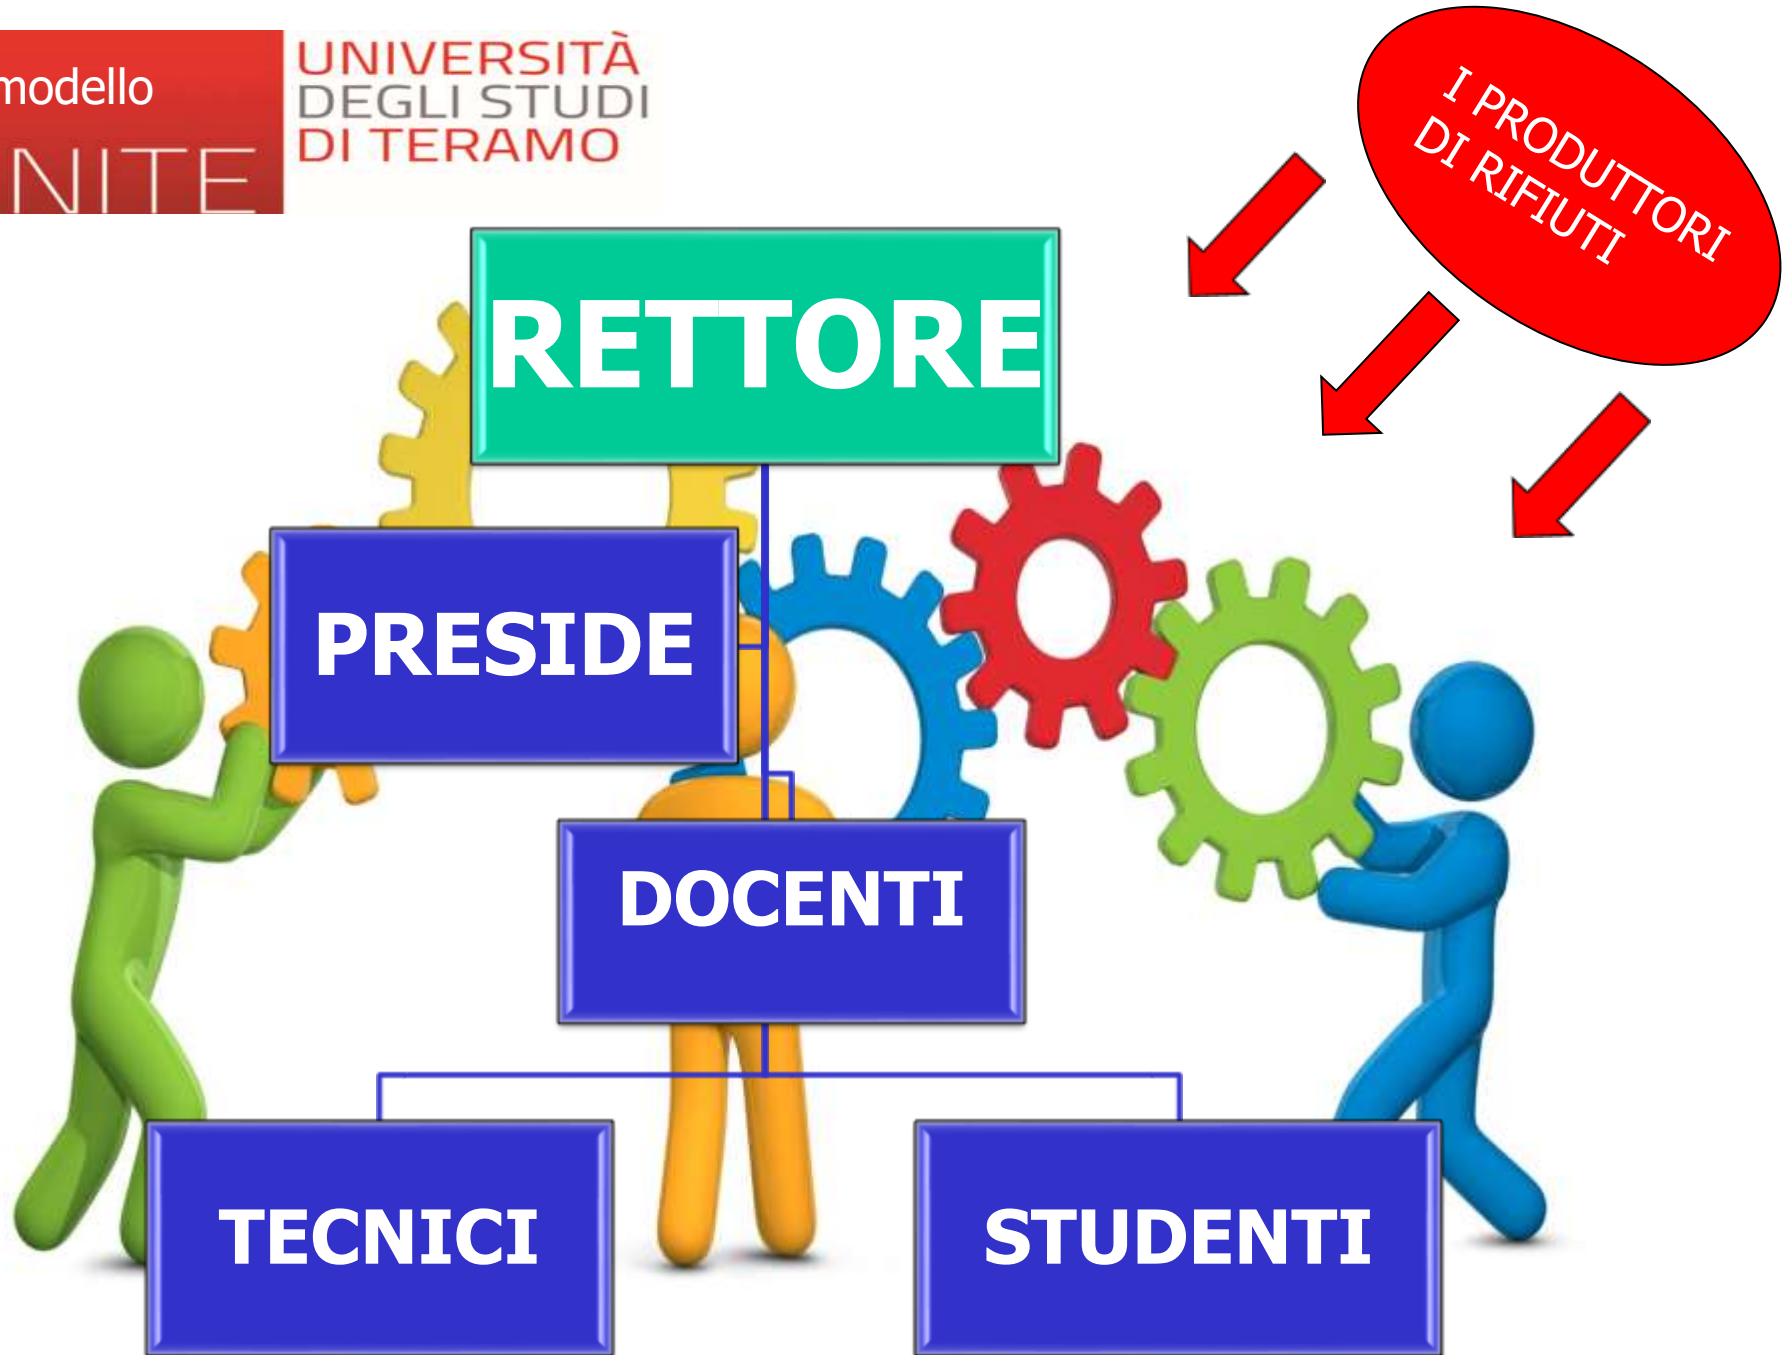 modello
NITE
UNIVERSITÀ
DEGLI STUDI
DI TERAMO
I PRODUTTORI
DI RIFIUTI
RETTORE
PRESIDE
DOCENTI
TECNICI
STUDENTI